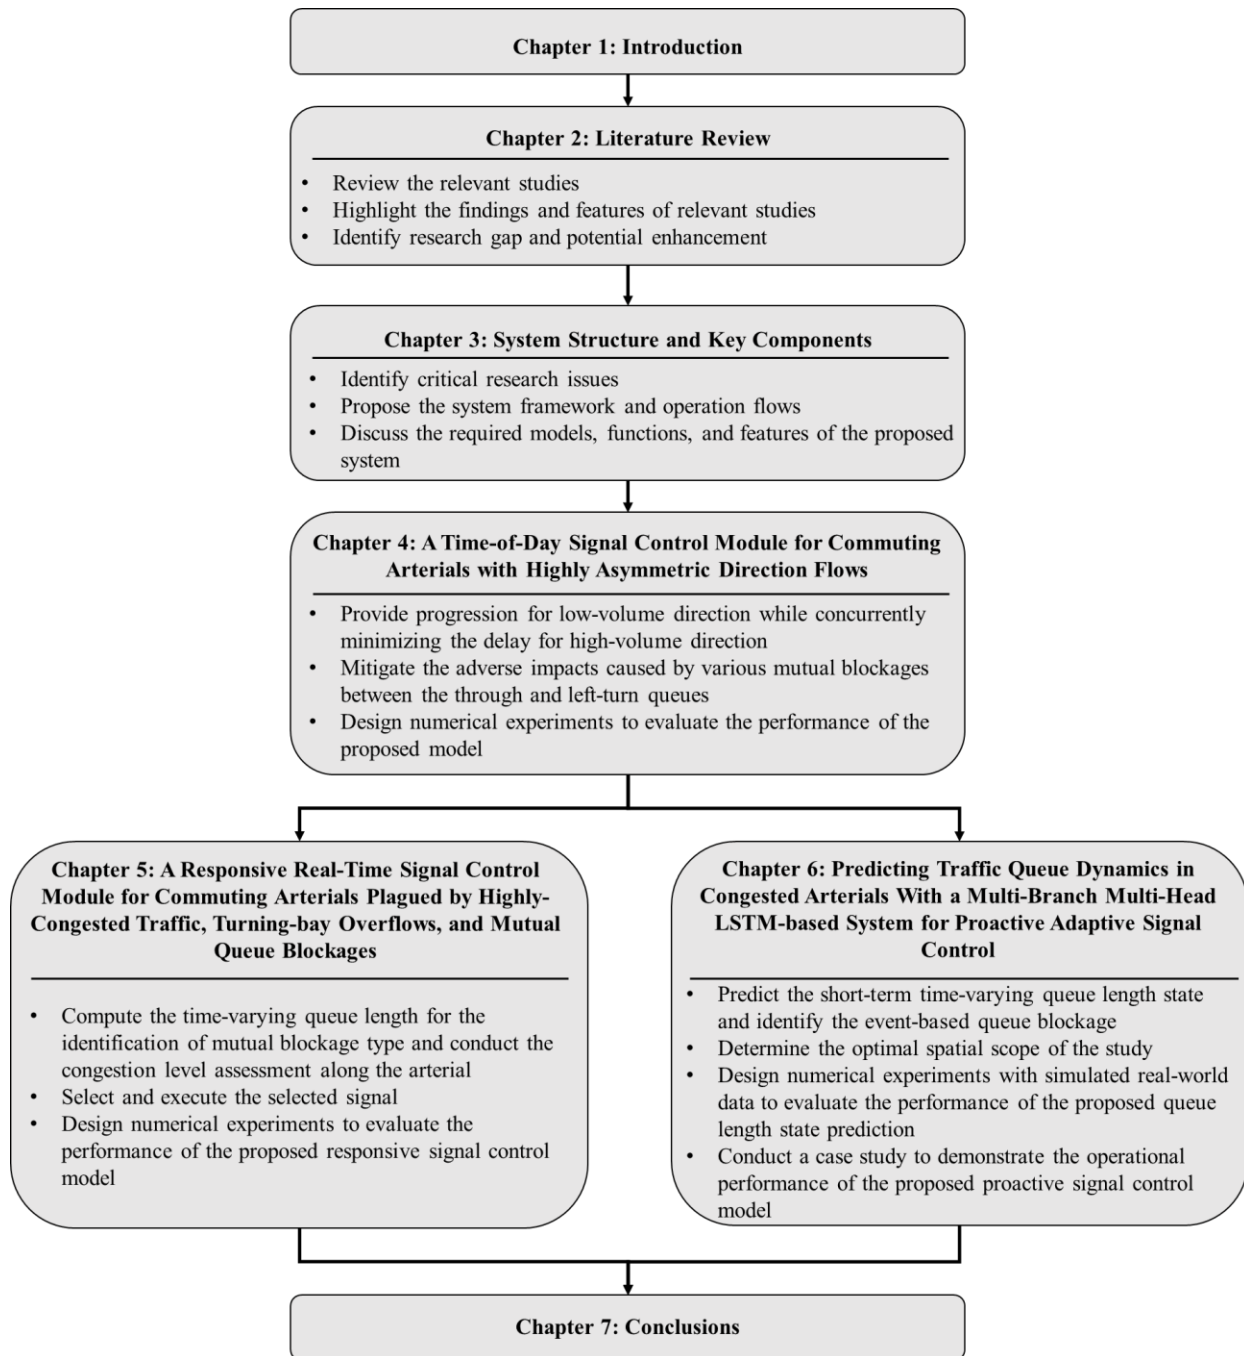 Chapter 1: Introduction
Chapter 2: Literature Review
• Review the relevant studies
• Highlight the findings and features of relevant studies
• Identify research gap and potential enhancement
Chapter 3: System Structure and Key Components
• Identify critical research issues
• Propose the system framework and operation flows
• Discuss the required models, functions, and features of the proposed
system
Chapter 4: A Time-of-Day Signal Control Module for Commuting
Arterials with Highly Asymmetric Direction Flows
• Provide progression for low-volume direction while concurrently
minimizing the delay for high-volume direction
• Mitigate the adverse impacts caused by various mutual blockages
between the through and left-turn queues
• Design numerical experiments to evaluate the performance of the
proposed model
Chapter 5: A Responsive Real-Time Signal Control
Module for Commuting Arterials Plagued by Highly-
Congested Traffic, Turning-bay Overflows, and Mutual
Queue Blockages
• Compute the time-varying queue length for the
identification of mutual blockage type and conduct the
congestion level assessment along the arterial
• Select and execute the selected signal
• Design numerical experiments to evaluate the
performance of the proposed responsive signal control
model
Chapter 6: Predicting Traffic Queue Dynamics in
Congested Arterials With a Multi-Branch Multi-Head
LSTM-based System for Proactive Adaptive Signal
Control
• Predict the short-term time-varying queue length state
and identify the event-based queue blockage
• Determine the optimal spatial scope of the study
• Design numerical experiments with simulated real-world
data to evaluate the performance of the proposed queue
length state prediction
• Conduct a case study to demonstrate the operational
performance of the proposed proactive signal control
model
Chapter 7: Conclusions